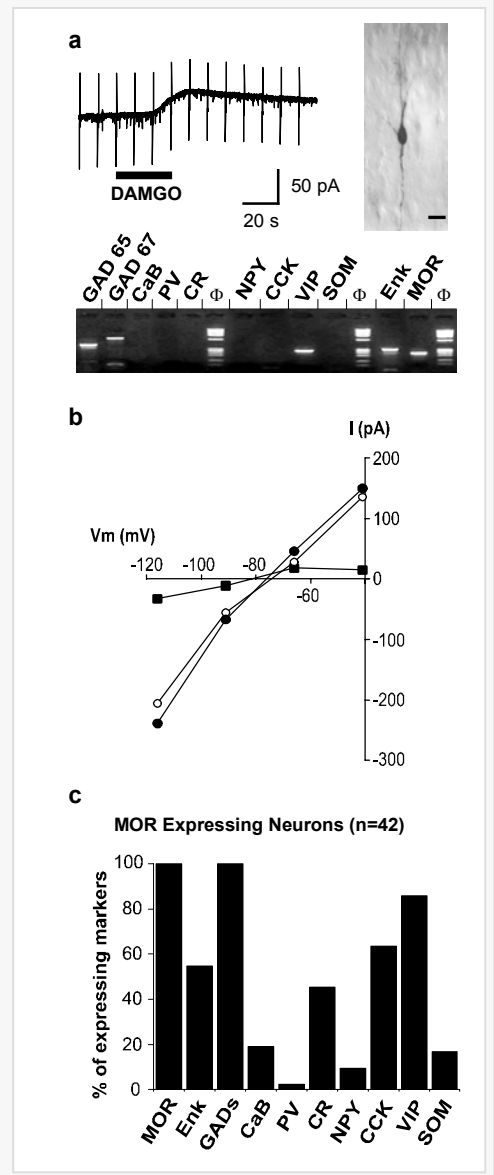 a
DAMGO
50 pA
20 s
GAD 65
GAD 67
CaB
PV
CR
Φ
NPY
CCK
VIP
SOM
Φ
Enk
MOR
Φ
b
I (pA)
200
Vm (mV)
100
-120
-100
-80
0
-60
-100
-200
-300
c
MOR Expressing Neurons (n=42)
% of expressing markers
100
80
60
40
20
0
MOR
Enk
GADs
CaB
PV
CR
NPY
CCK
VIP
SOM